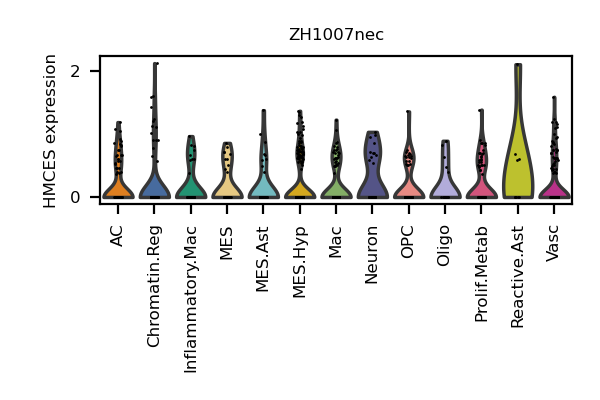 ZH1007nec
HMCES expression
2
0
AC
Chromatin.Reg
Inflammatory.Mac
MES
MES.Ast
MES.Hyp
Mac
Neuron
OPC
Oligo
Prolif.Metab
Reactive.Ast
Vasc